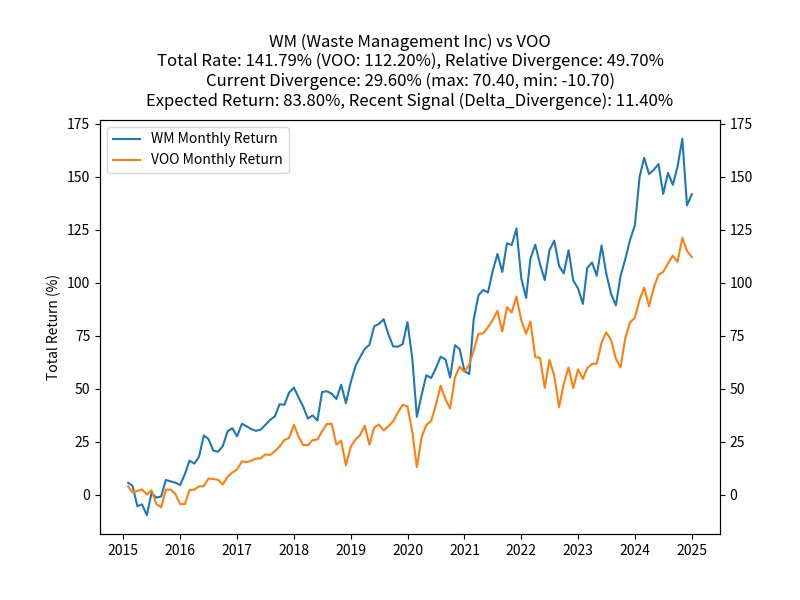 WM (Waste Management Inc) vs VOO
Total Rate: 141.79% (VOO: 112.20%), Relative Divergence: 49.70%
Current Divergence: 29.60% (max: 70.40, min: -10.70)
Expected Return: 83.80%, Recent Signal (Delta_Divergence): 11.40%
WM Monthly Return
VOO Monthly Return
Total Return (%)
175
150
125
100
75
50
25
0
175
150
125
100
75
50
25
0
2015 2016 2017 2018 2019 2020 2021 2022 2023 2024 2025